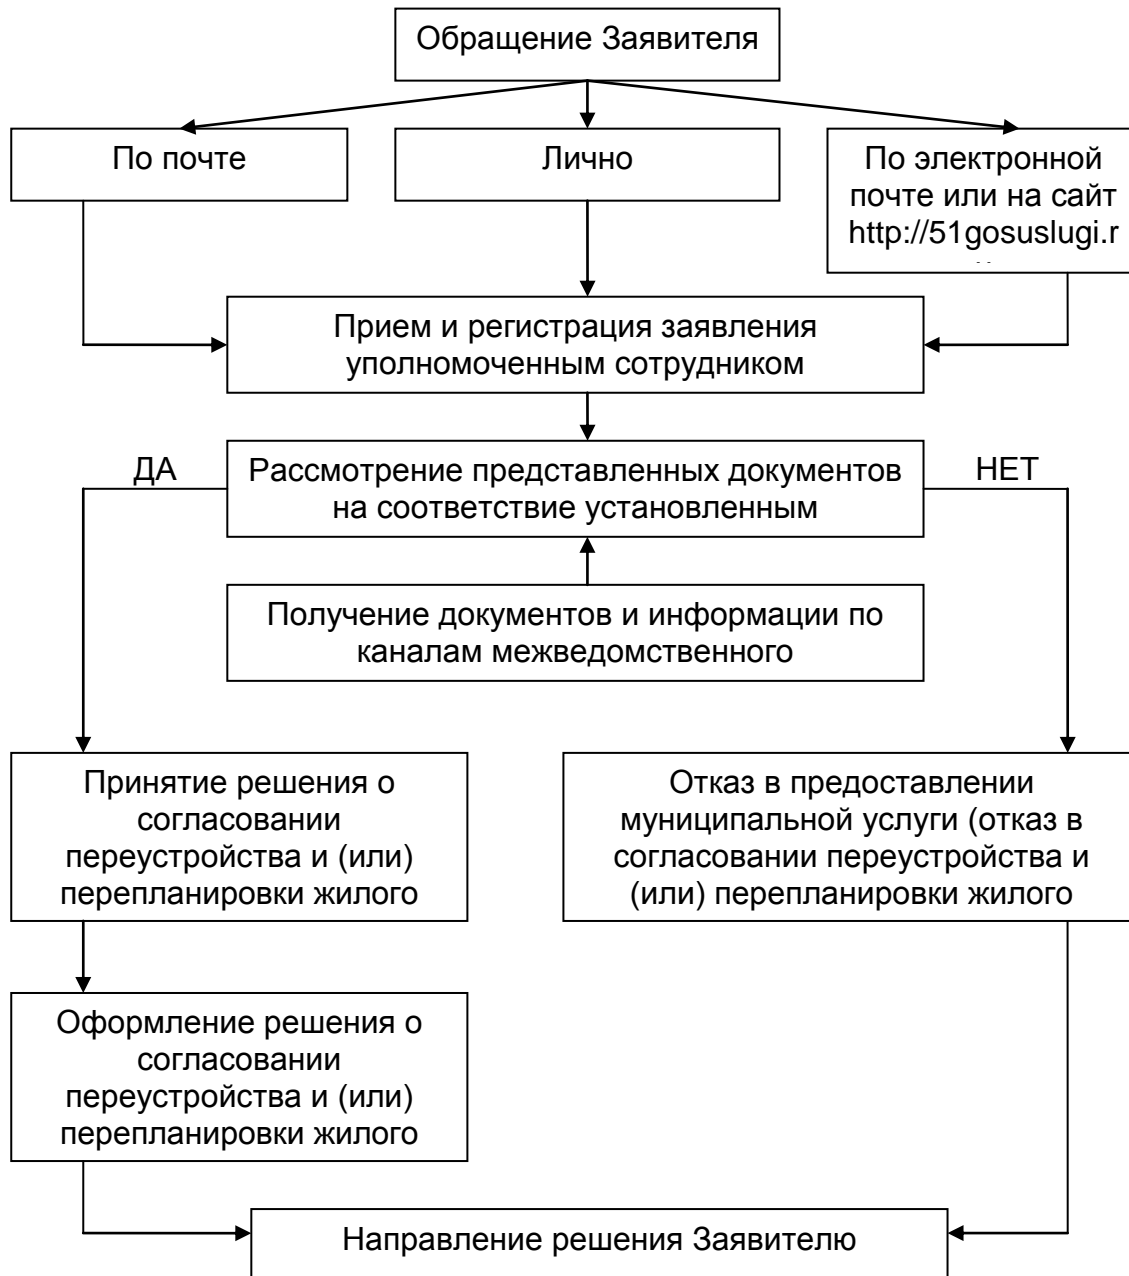 Обращение Заявителя
По почте
Лично
По электронной
почте или на сайт
http://51gosuslugi.r
Прием и регистрация заявления
уполномоченным сотрудником
ДА
Рассмотрение представленных документов
на соответствие установленным
НЕТ
Получение документов и информации по
каналам межведомственного
Принятие решения о
согласовании
переустройства и (или)
перепланировки жилого
Отказ в предоставлении
муниципальной услуги (отказ в
согласовании переустройства и
(или) перепланировки жилого
Оформление решения о
согласовании
переустройства и (или)
перепланировки жилого
Направление решения Заявителю